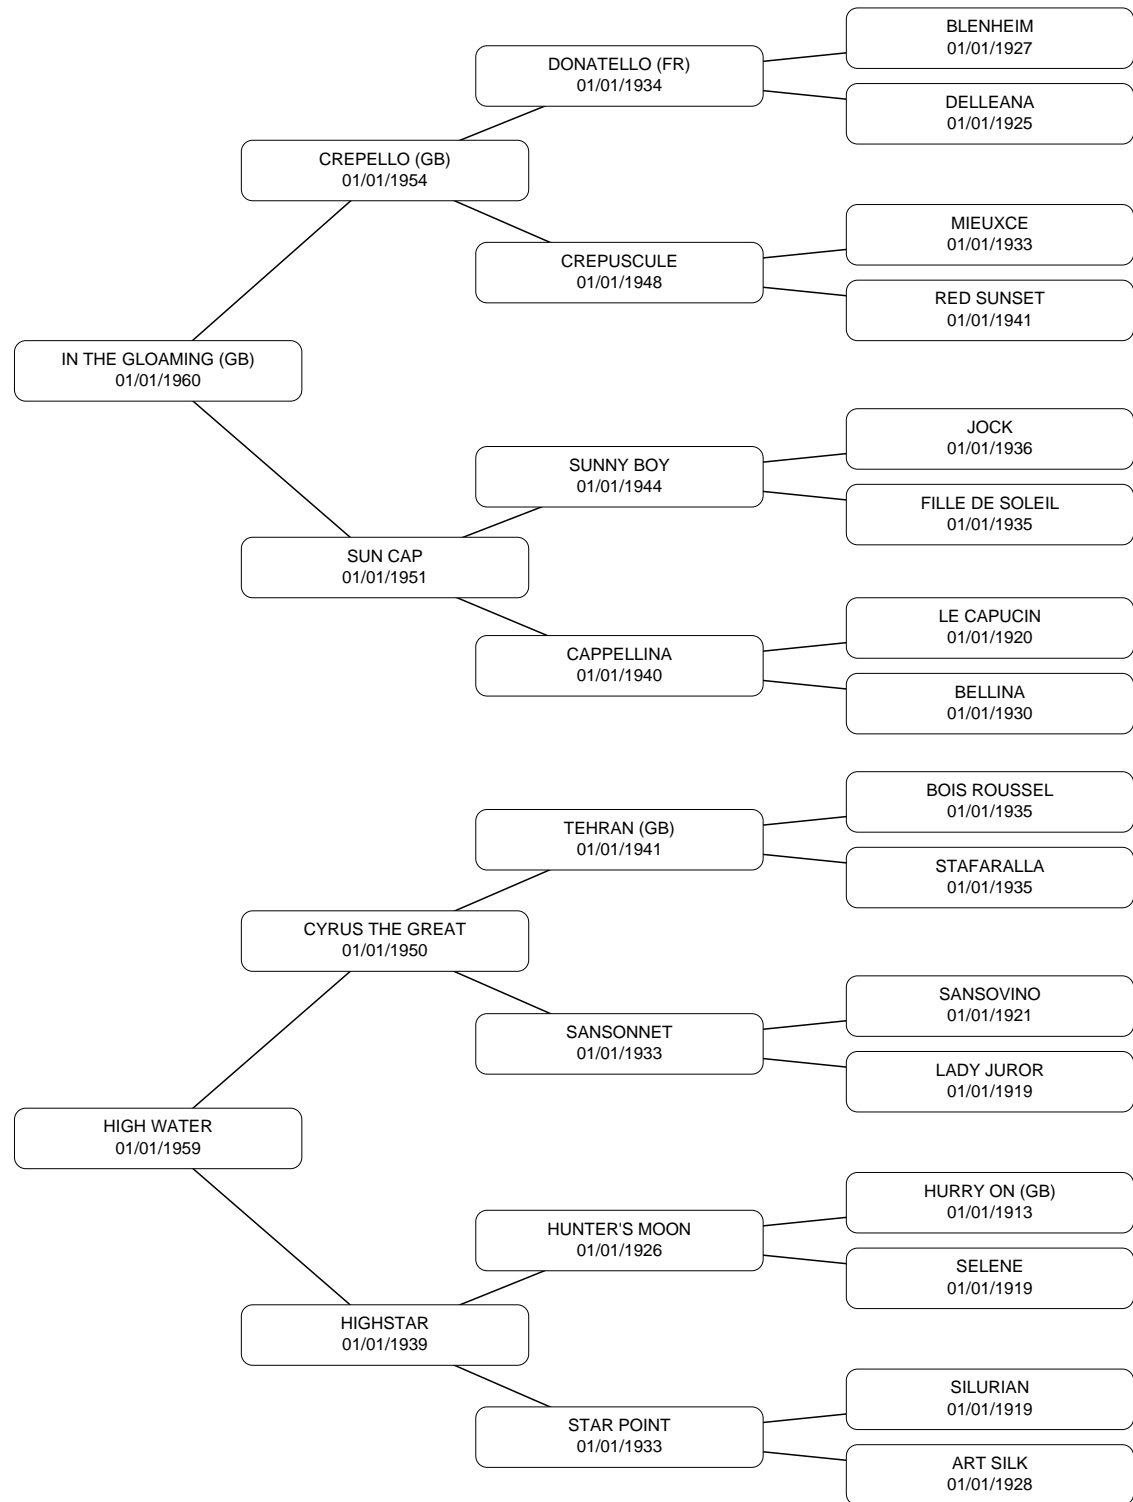 BLENHEIM
01/01/1927
DONATELLO (FR)
01/01/1934
DELLEANA
01/01/1925
CREPELLO (GB)
01/01/1954
MIEUXCE
01/01/1933
CREPUSCULE
01/01/1948
RED SUNSET
01/01/1941
IN THE GLOAMING (GB)
01/01/1960
JOCK
01/01/1936
SUNNY BOY
01/01/1944
FILLE DE SOLEIL
01/01/1935
SUN CAP
01/01/1951
LE CAPUCIN
01/01/1920
CAPPELLINA
01/01/1940
BELLINA
01/01/1930
BOIS ROUSSEL
01/01/1935
TEHRAN (GB)
01/01/1941
STAFARALLA
01/01/1935
CYRUS THE GREAT
01/01/1950
SANSOVINO
01/01/1921
SANSONNET
01/01/1933
LADY JUROR
01/01/1919
HIGH WATER
01/01/1959
HURRY ON (GB)
01/01/1913
HUNTER'S MOON
01/01/1926
SELENE
01/01/1919
HIGHSTAR
01/01/1939
SILURIAN
01/01/1919
STAR POINT
01/01/1933
ART SILK
01/01/1928